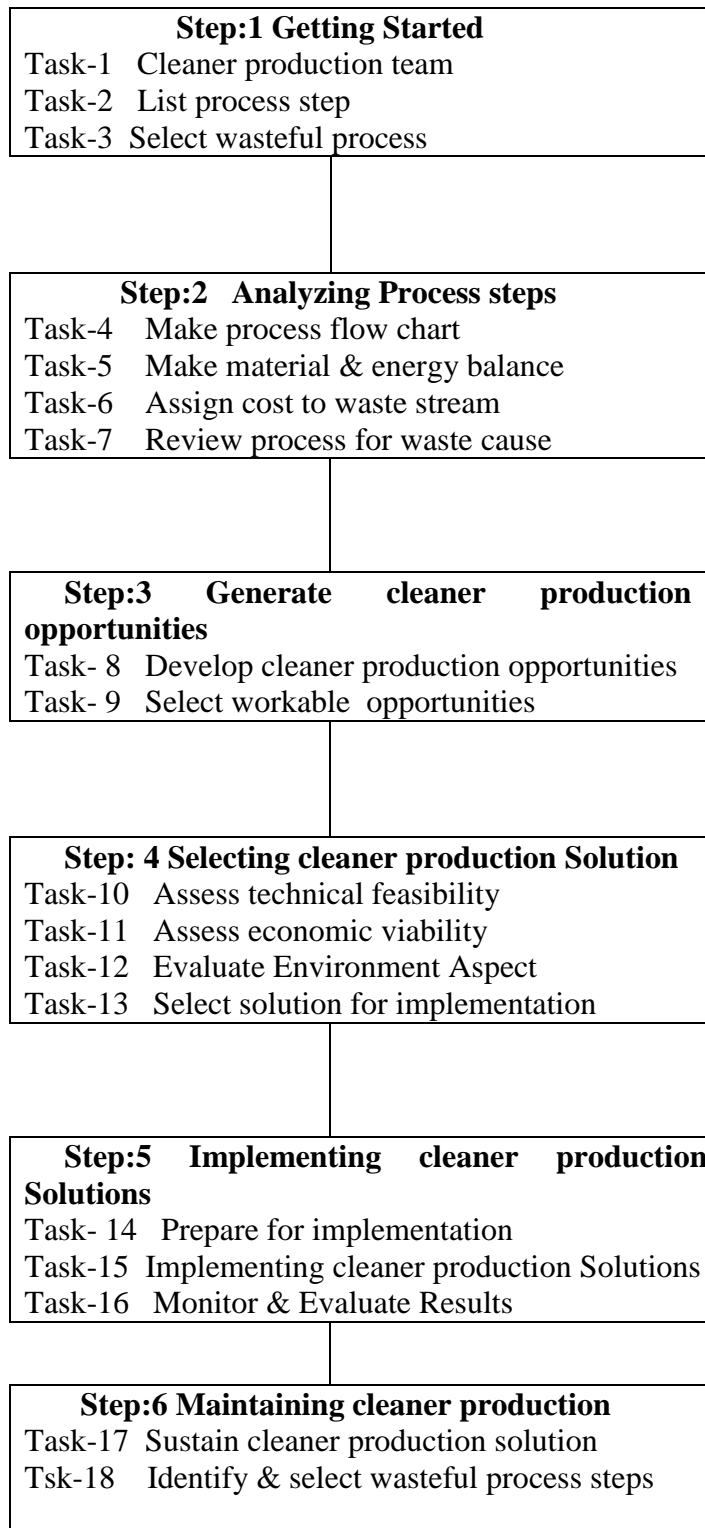 Step:1 Getting Started
Task-1 Cleaner production team
Task-2 List process step
Task-3 Select wasteful process
Step:2 Analyzing Process steps
Task-4 Make process flow chart
Task-5 Make material & energy balance
Task-6 Assign cost to waste stream
Task-7 Review process for waste cause
Step:3 Generate cleaner production
opportunities
Task- 8 Develop cleaner production opportunities
Task- 9 Select workable opportunities
Step: 4 Selecting cleaner production Solution
Task-10 Assess technical feasibility
Task-11 Assess economic viability
Task-12 Evaluate Environment Aspect
Task-13 Select solution for implementation
Step:5 Implementing cleaner production
Solutions
Task- 14 Prepare for implementation
Task-15 Implementing cleaner production Solutions
Task-16 Monitor & Evaluate Results
Step:6 Maintaining cleaner production
Task-17 Sustain cleaner production solution
Tsk-18 Identify & select wasteful process steps